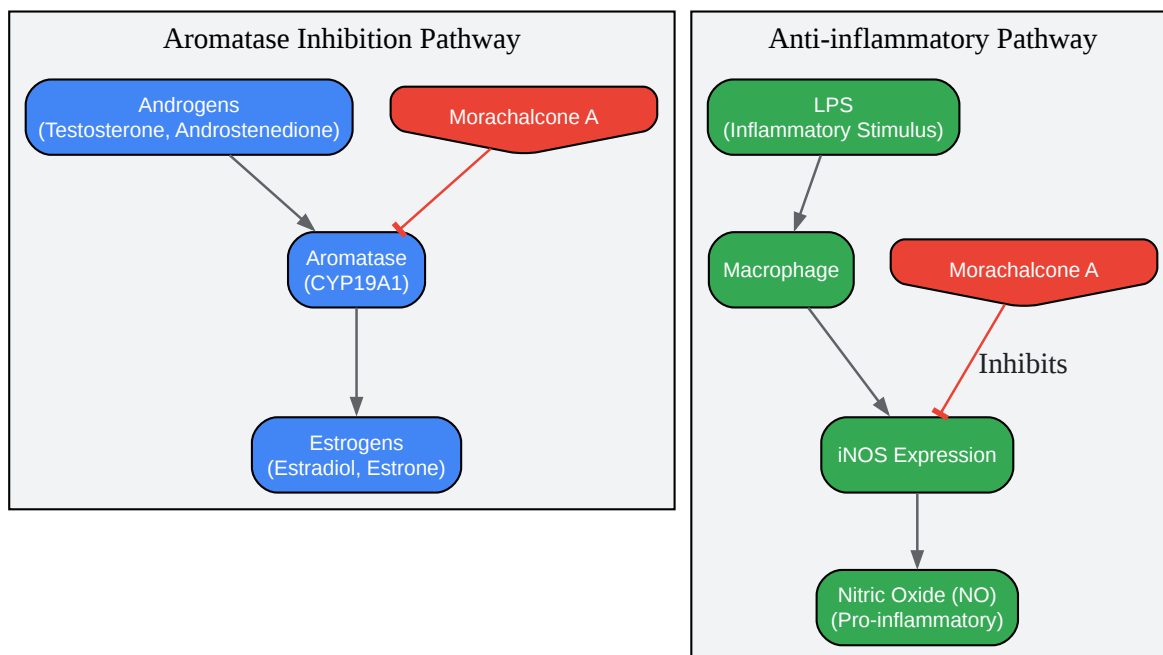 Aromatase Inhibition Pathway
Androgens
(Testosterone, Androstenedione)
Morachalcone A
Aromatase
(CYP19A1)
Estrogens
(Estradiol, Estrone)
Anti-inflammatory Pathway
LPS
(Inflammatory Stimulus)
Macrophage
Morachalcone A
Inhibits
iNOS Expression
Nitric Oxide (NO)
(Pro-inflammatory)